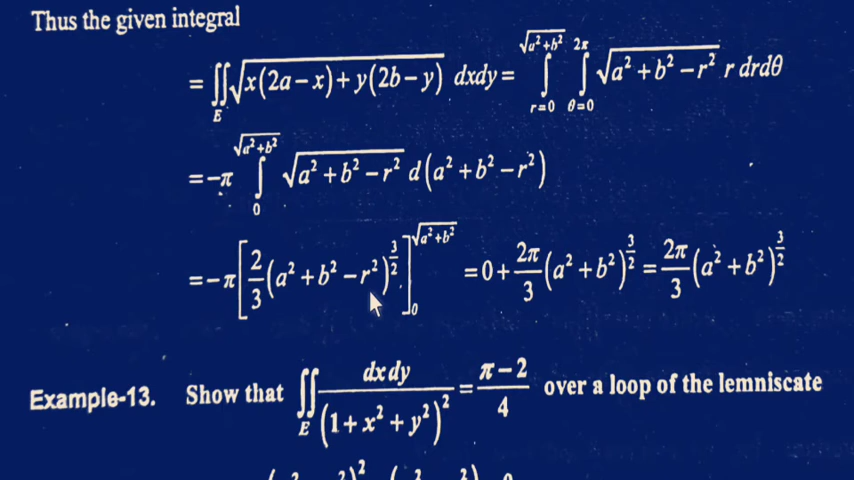 Thus the given integral
= ∬_E √(x(2a − x) + y(2b − y)) dxdy = ∫_{r=0}^{√(a² + b²)} ∫_{θ=0}^{2π} √(a² + b² − r²) r drdθ
= −π ∫_0^{√(a² + b²)} √(a² + b² − r²) d(a² + b² − r²)
= −π [2/3 (a² + b² − r²)^{3/2}]_0^{√(a² + b²)} = 0 + 2π/3 (a² + b²)^{3/2} = 2π/3 (a² + b²)^{3/2}
Example-13. Show that ∬_E dxdy/(1 + x² + y²)² = (π − 2)/4 over a loop of the lemniscate